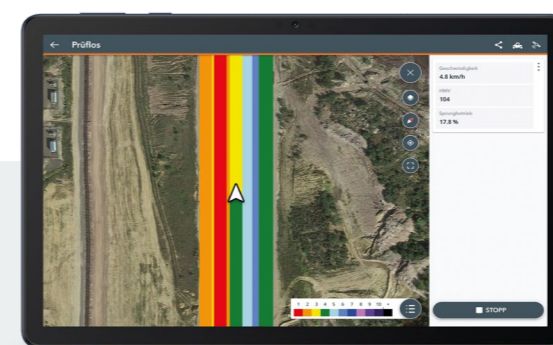 ← Prüflos
Geschwindigkeit
4.8 km/h
HMV
104
Sprungbetrieb
17.8 %
1 2 3 4 5 6 7 8 9 10 +
STOPP